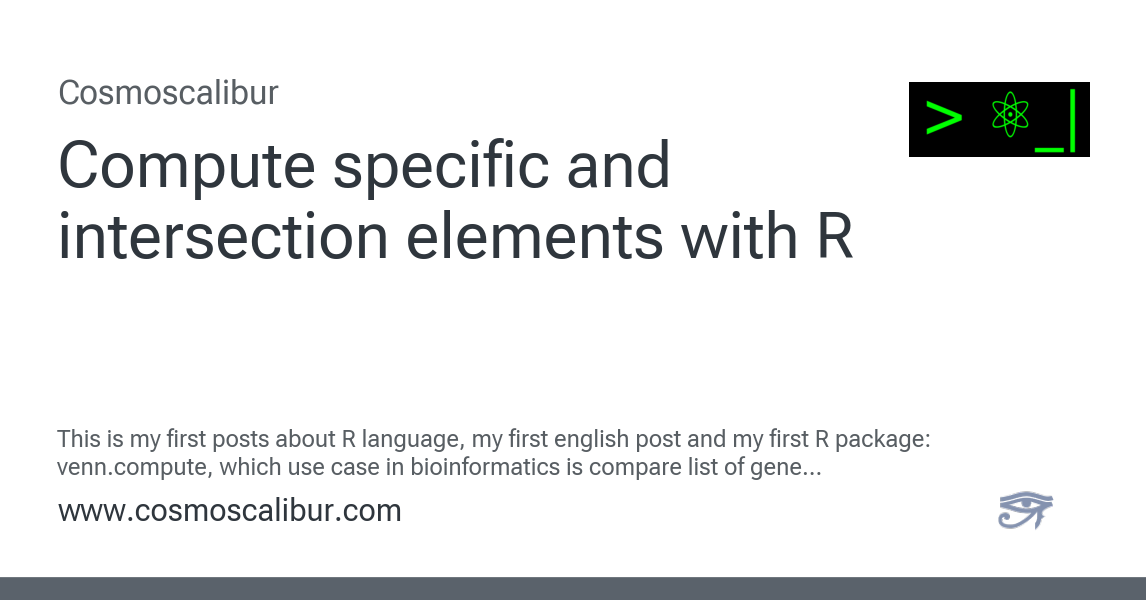 Cosmoscalibur
> _|
Compute specific and
intersection elements with R
This is my first posts about R language, my first english post and my first R package:
venn.compute, which use case in bioinformatics is compare list of gene...
www.cosmoscalibur.com